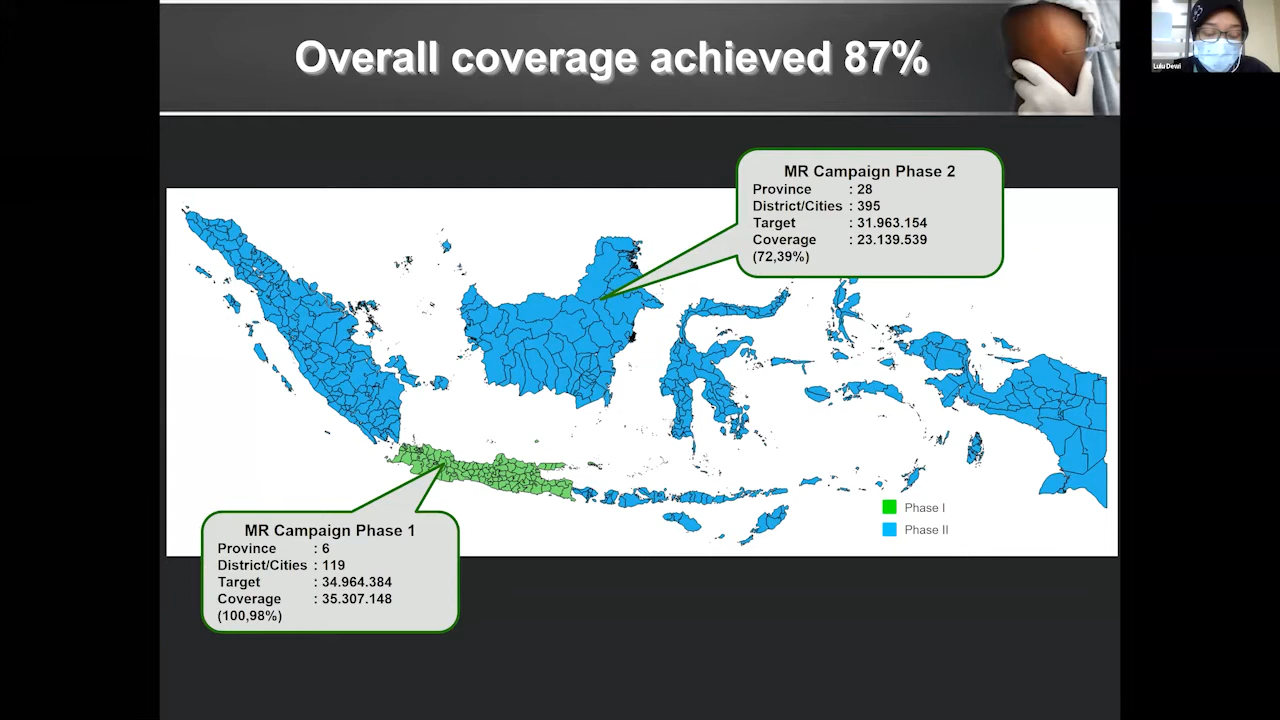 Overall coverage achieved 87%
Lulu Dewi
MR Campaign Phase 2
Province : 28
District/Cities : 395
Target : 31.963.154
Coverage : 23.139.539
(72,39%)
Phase I
Phase II
MR Campaign Phase 1
Province : 6
District/Cities : 119
Target : 34.964.384
Coverage : 35.307.148
(100,98%)